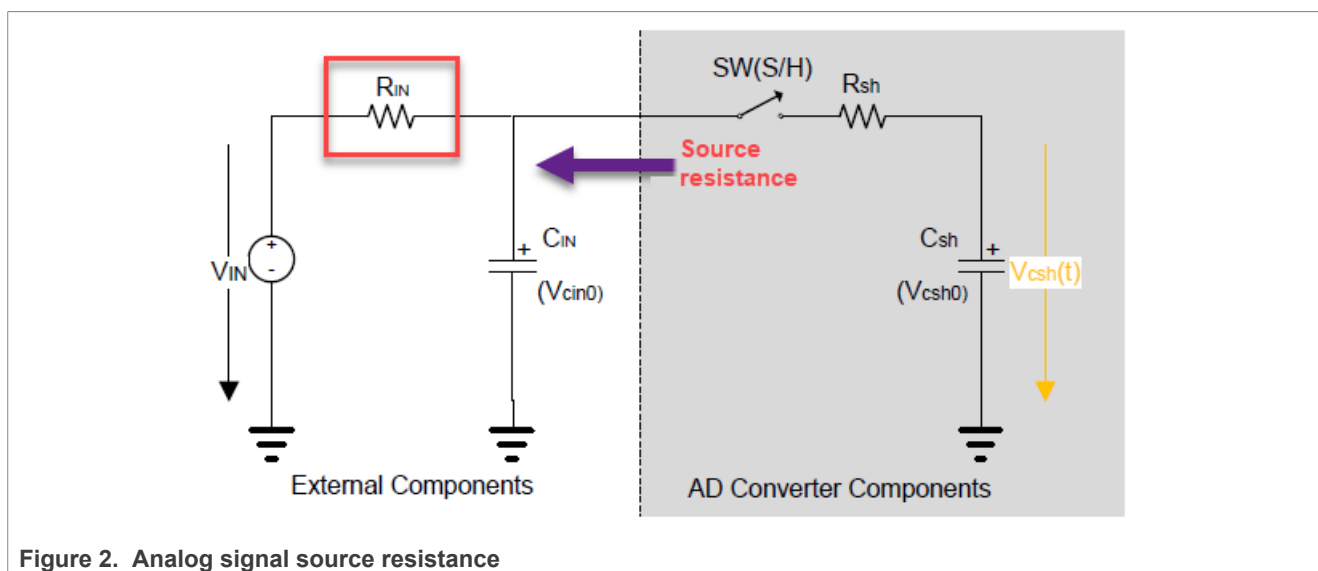 SW(S/H)
RIN
Rsh
Source
resistance
+
-
VIN
+
CIN
(Vcin0)
Csh
+
(Vcsh0)
Vcsh(t)
External Components
AD Converter Components
Figure 2. Analog signal source resistance